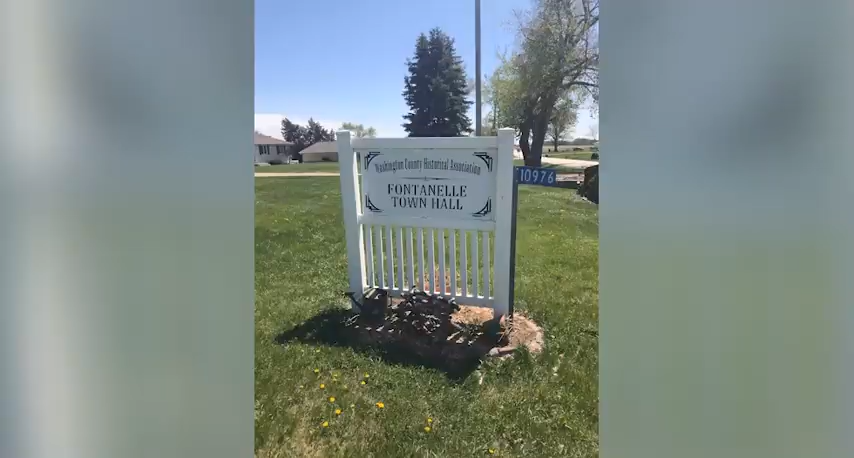 Washington County Historical Association
FONTANELLE
TOWN HALL
10976